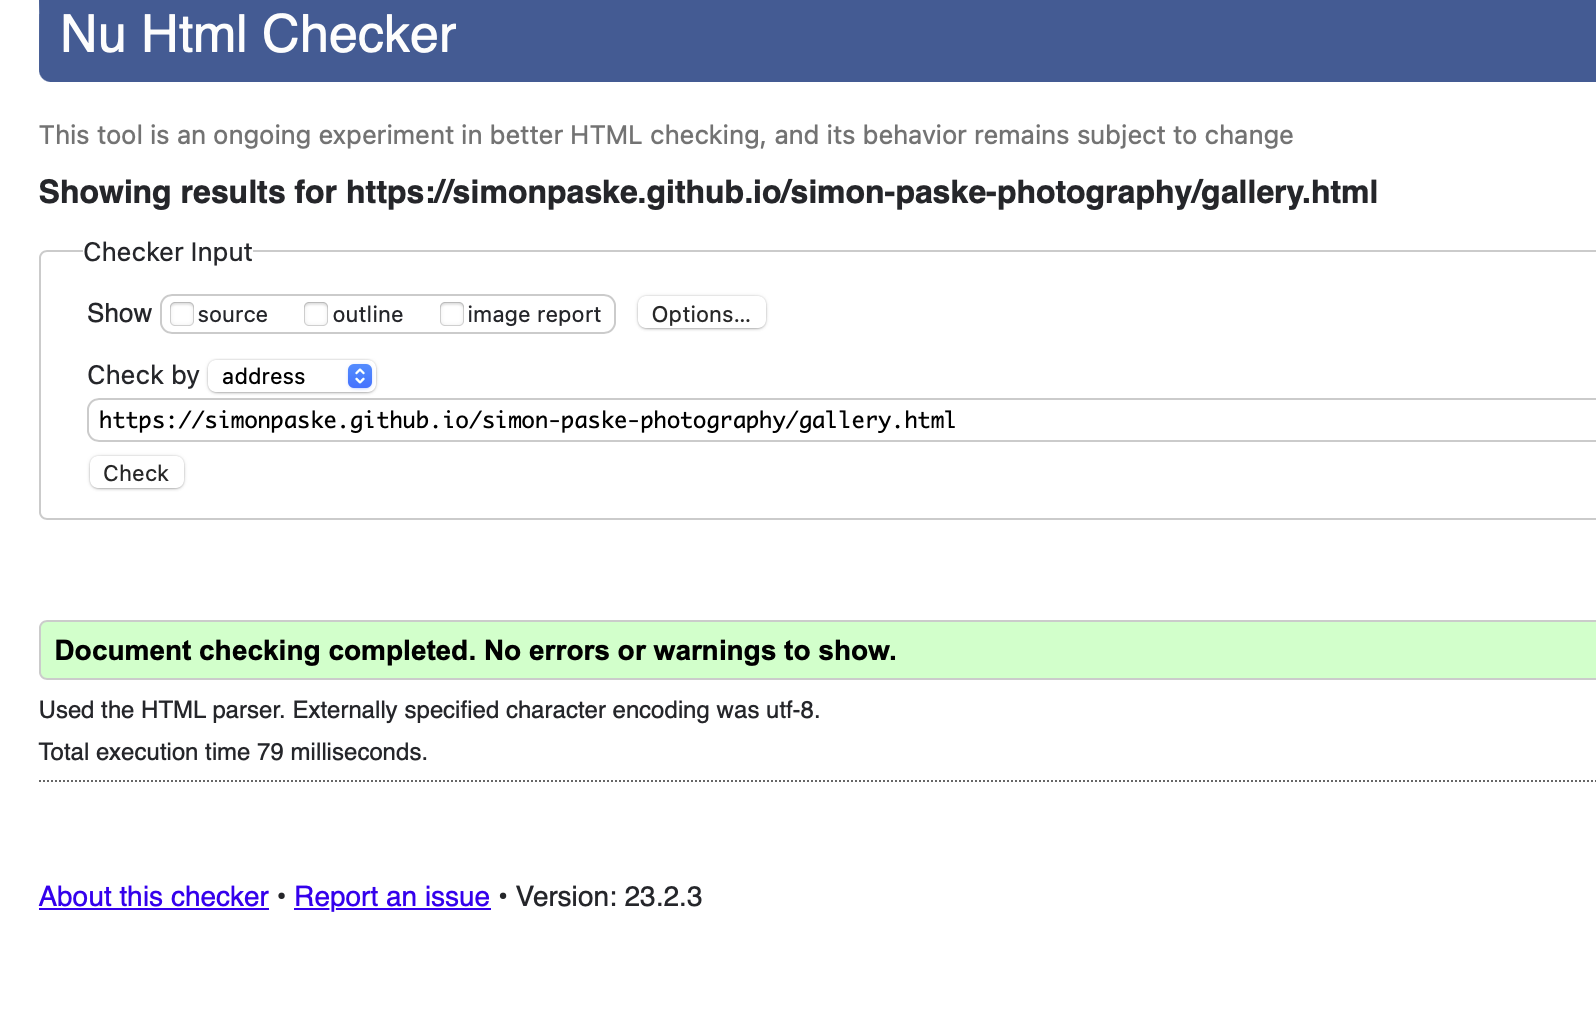 Nu Html Checker
This tool is an ongoing experiment in better HTML checking, and its behavior remains subject to change
Showing results for https://simonpaske.github.io/simon-paske-photography/gallery.html
Checker Input
Show source outline image report Options...
Check by address
https://simonpaske.github.io/simon-paske-photography/gallery.html
Check
Document checking completed. No errors or warnings to show.
Used the HTML parser. Externally specified character encoding was utf-8.
Total execution time 79 milliseconds.
About this checker • Report an issue • Version: 23.2.3